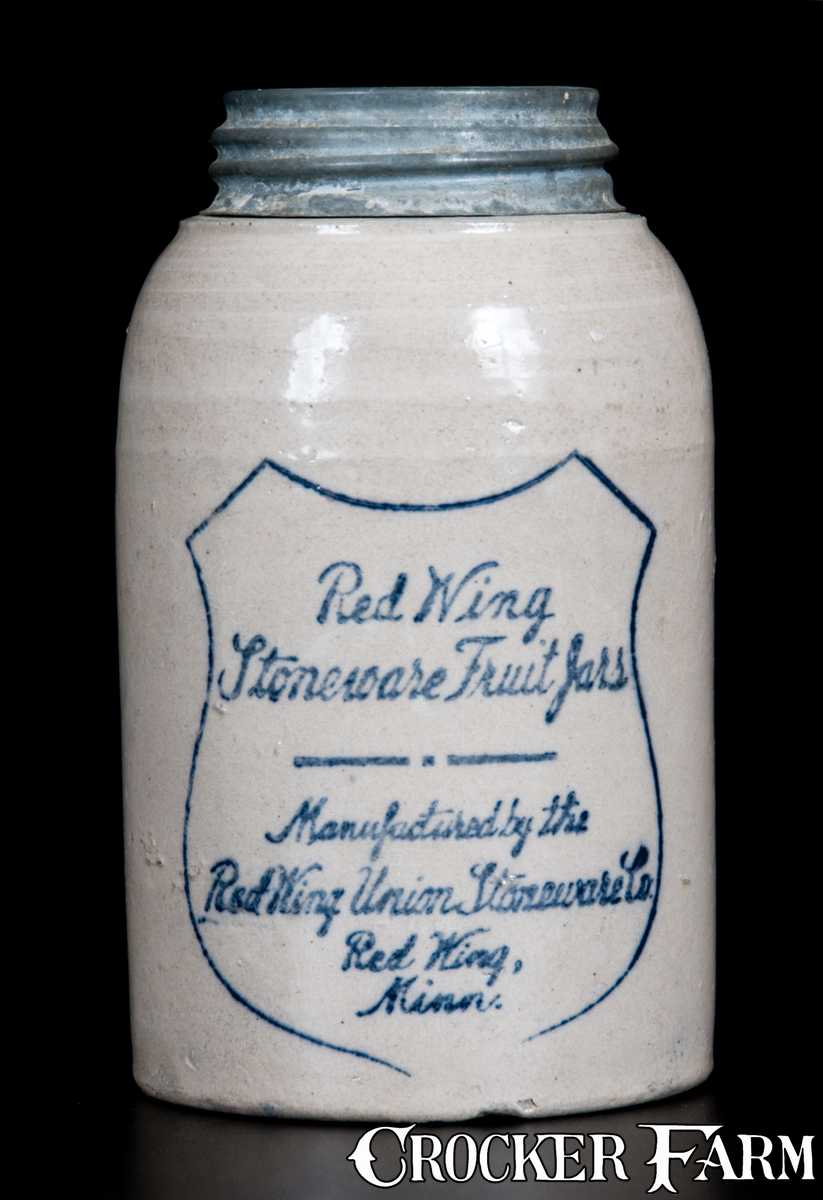 Red Wing
Stoneware Fruit Jars
Manufactured by the
Red Wing Union Stoneware Co.
Red Wing,
Minn.
CROCKER FARM